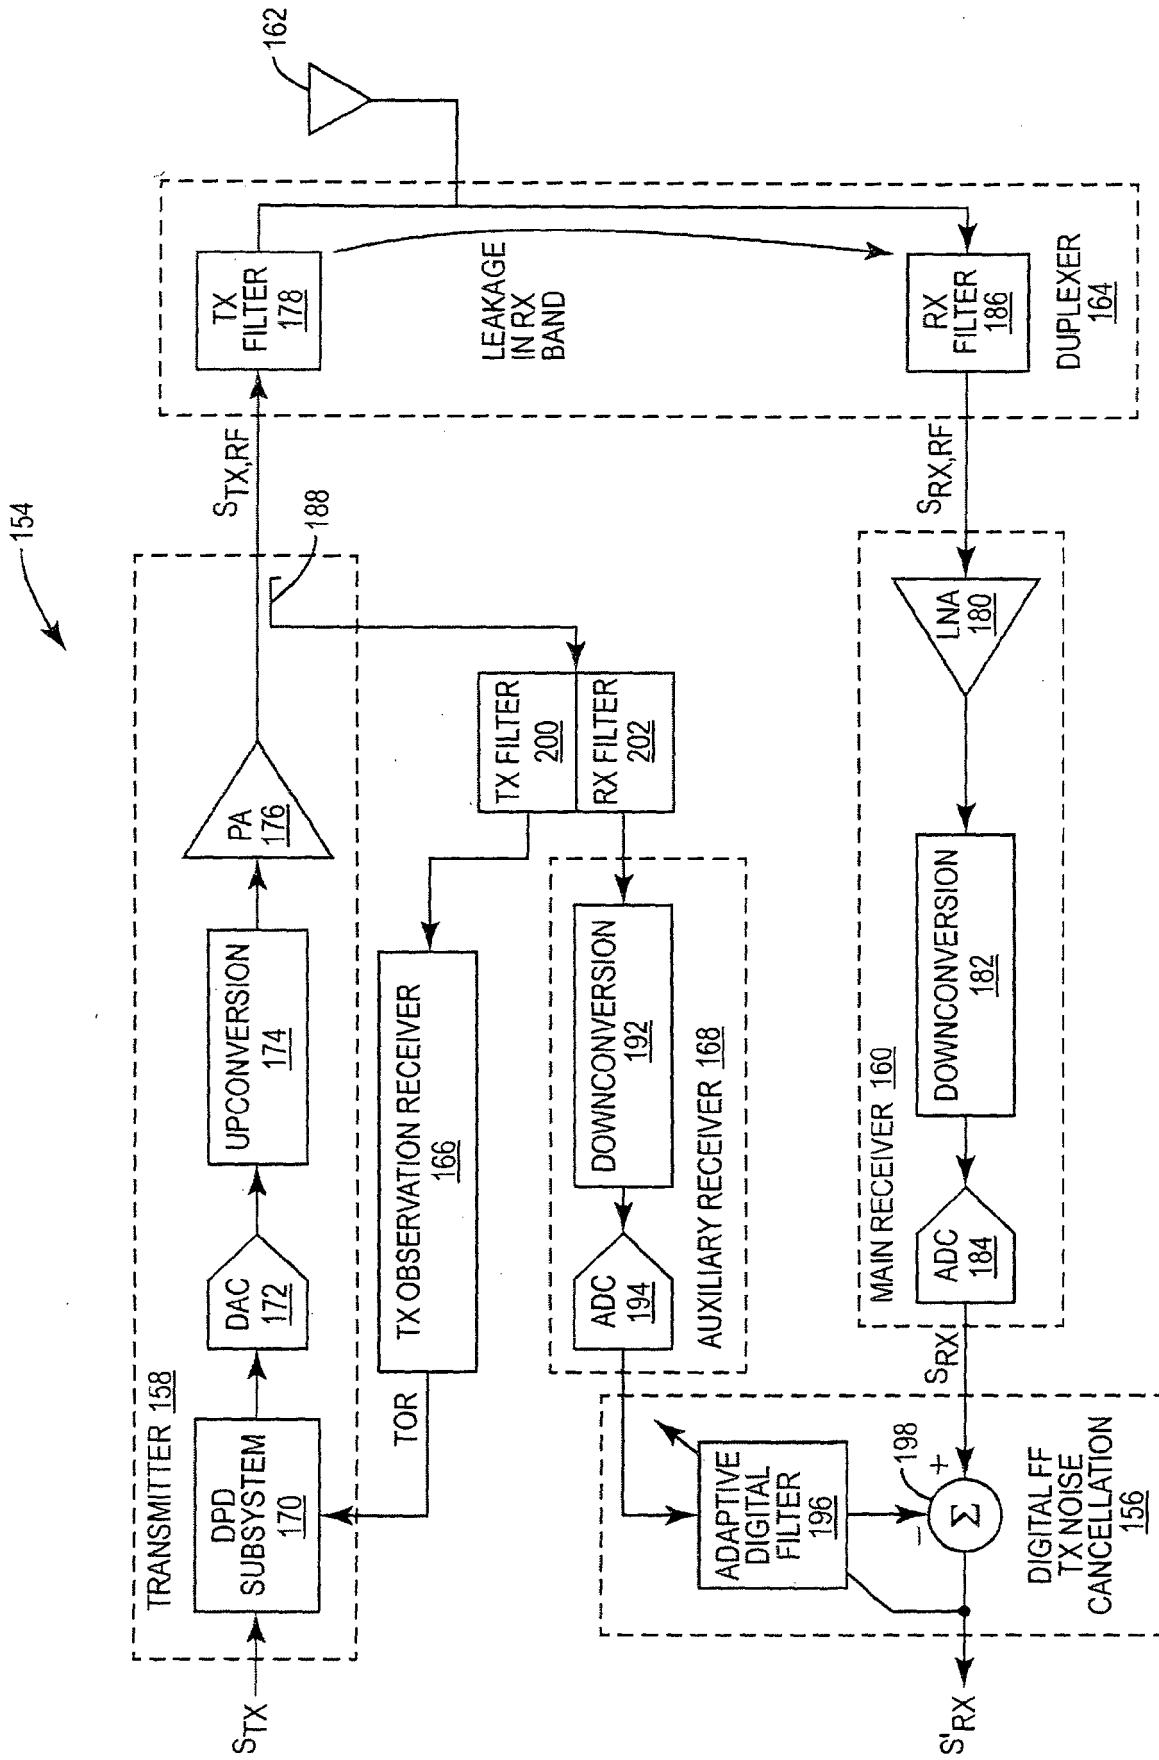 154
162
TRANSMITTER 158
STX
DPD
SUBSYSTEM
170
DAC
172
UPCONVERSION
174
PA
176
STX,RF
188
TX
FILTER
178
TOR
TX OBSERVATION RECEIVER
166
TX FILTER
200
RX FILTER
202
LEAKAGE
IN RX
BAND
ADC
194
DOWNCONVERSION
192
AUXILIARY RECEIVER 168
ADAPTIVE
DIGITAL
FILTER
196
MAIN RECEIVER 160
S'RX
Σ
198
+
−
SRX
ADC
184
DOWNCONVERSION
182
LNA
180
SRX,RF
RX
FILTER
186
DUPLEXER
164
DIGITAL FF
TX NOISE
CANCELLATION
156